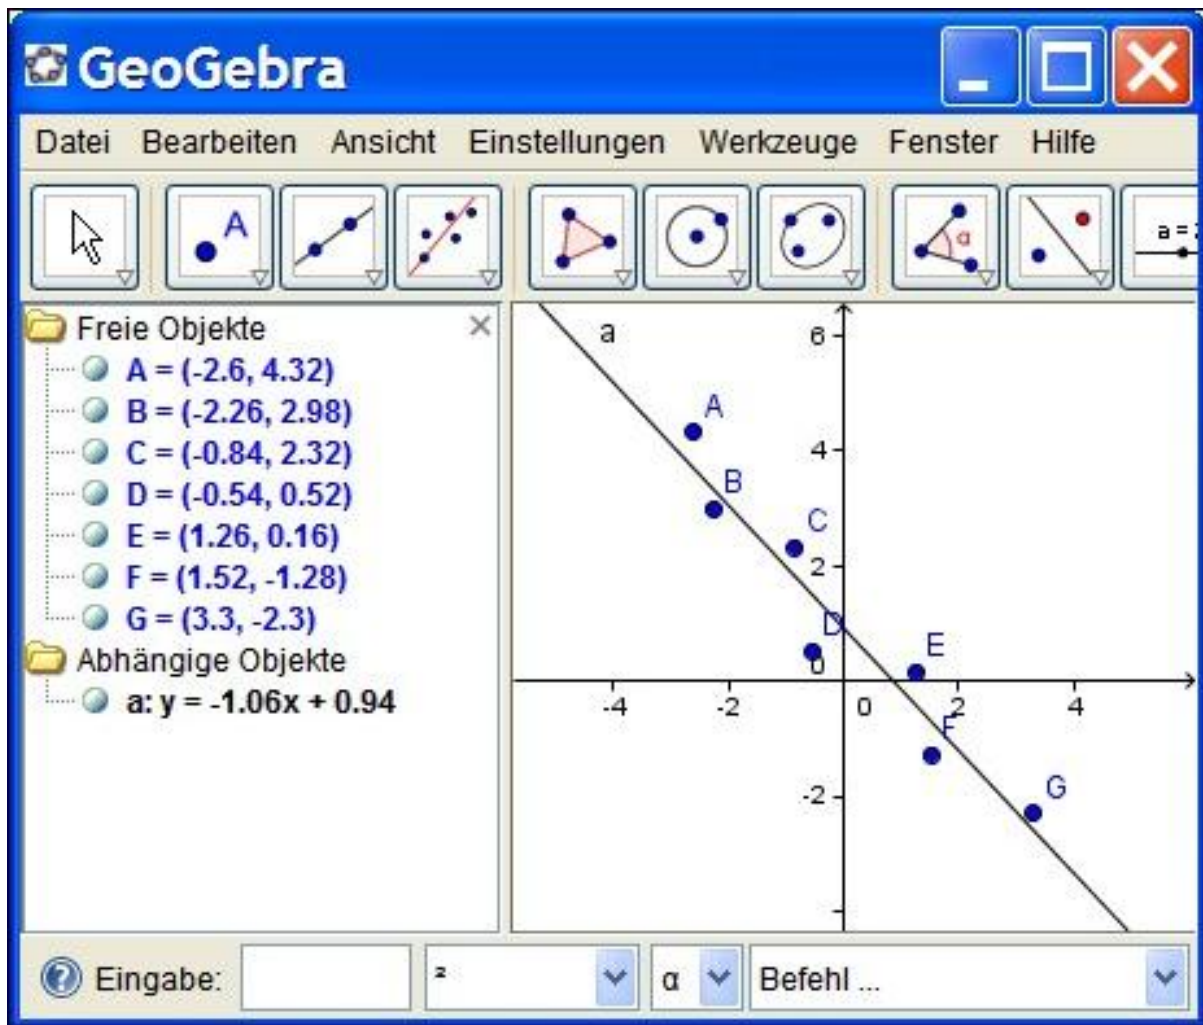 GeoGebra
Datei Bearbeiten Ansicht Einstellungen Werkzeuge Fenster Hilfe
A α a = 2
Freie Objekte
A = (-2.6, 4.32)
B = (-2.26, 2.98)
C = (-0.84, 2.32)
D = (-0.54, 0.52)
E = (1.26, 0.16)
F = (1.52, -1.28)
G = (3.3, -2.3)
Abhängige Objekte
a: y = -1.06x + 0.94
a 6
A
4
B
C
2
D
0 E
-4 -2 0 2 4
F
-2 G
Eingabe: ² α Befehl ...